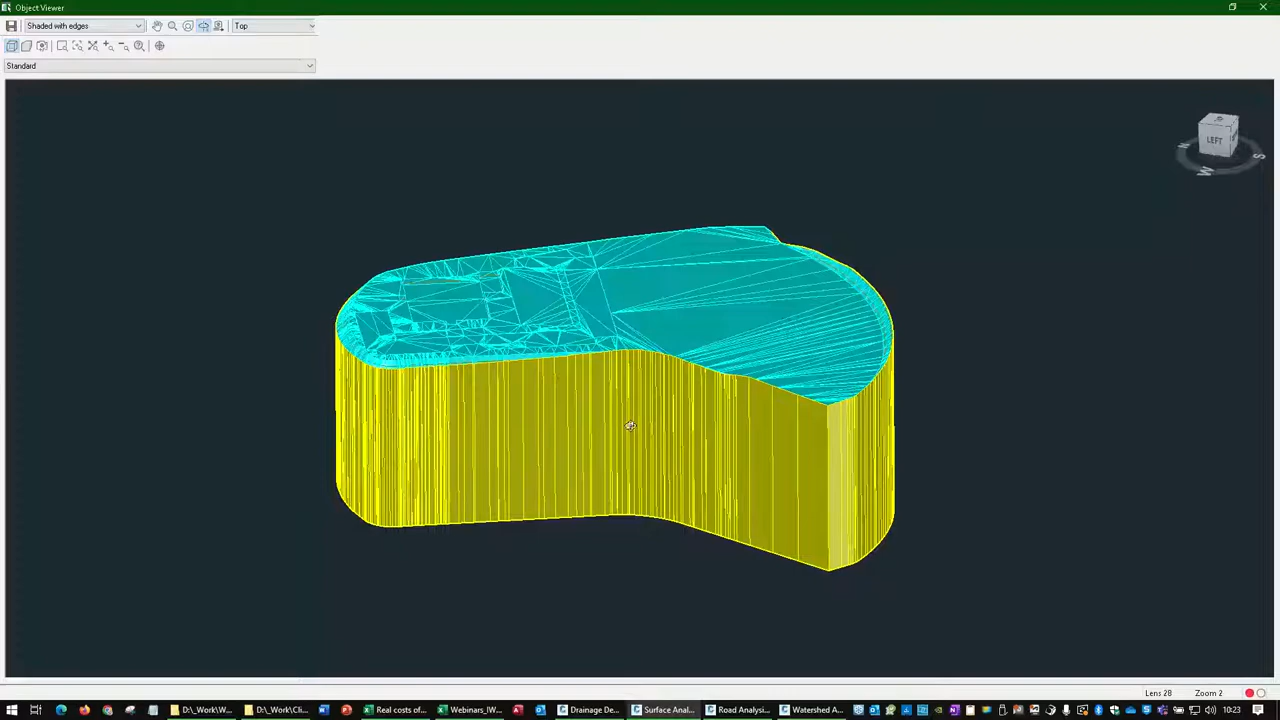 Object Viewer
Shaded with edges
Top
Standard
LEFT
N
S
W
Lens 28
Zoom 2
D:\_Work\W...
D:\_Work\Cli...
Real costs of...
Webinars_IW...
Drainage De...
Surface Anal...
Road Analysi...
Watershed A...
10:23